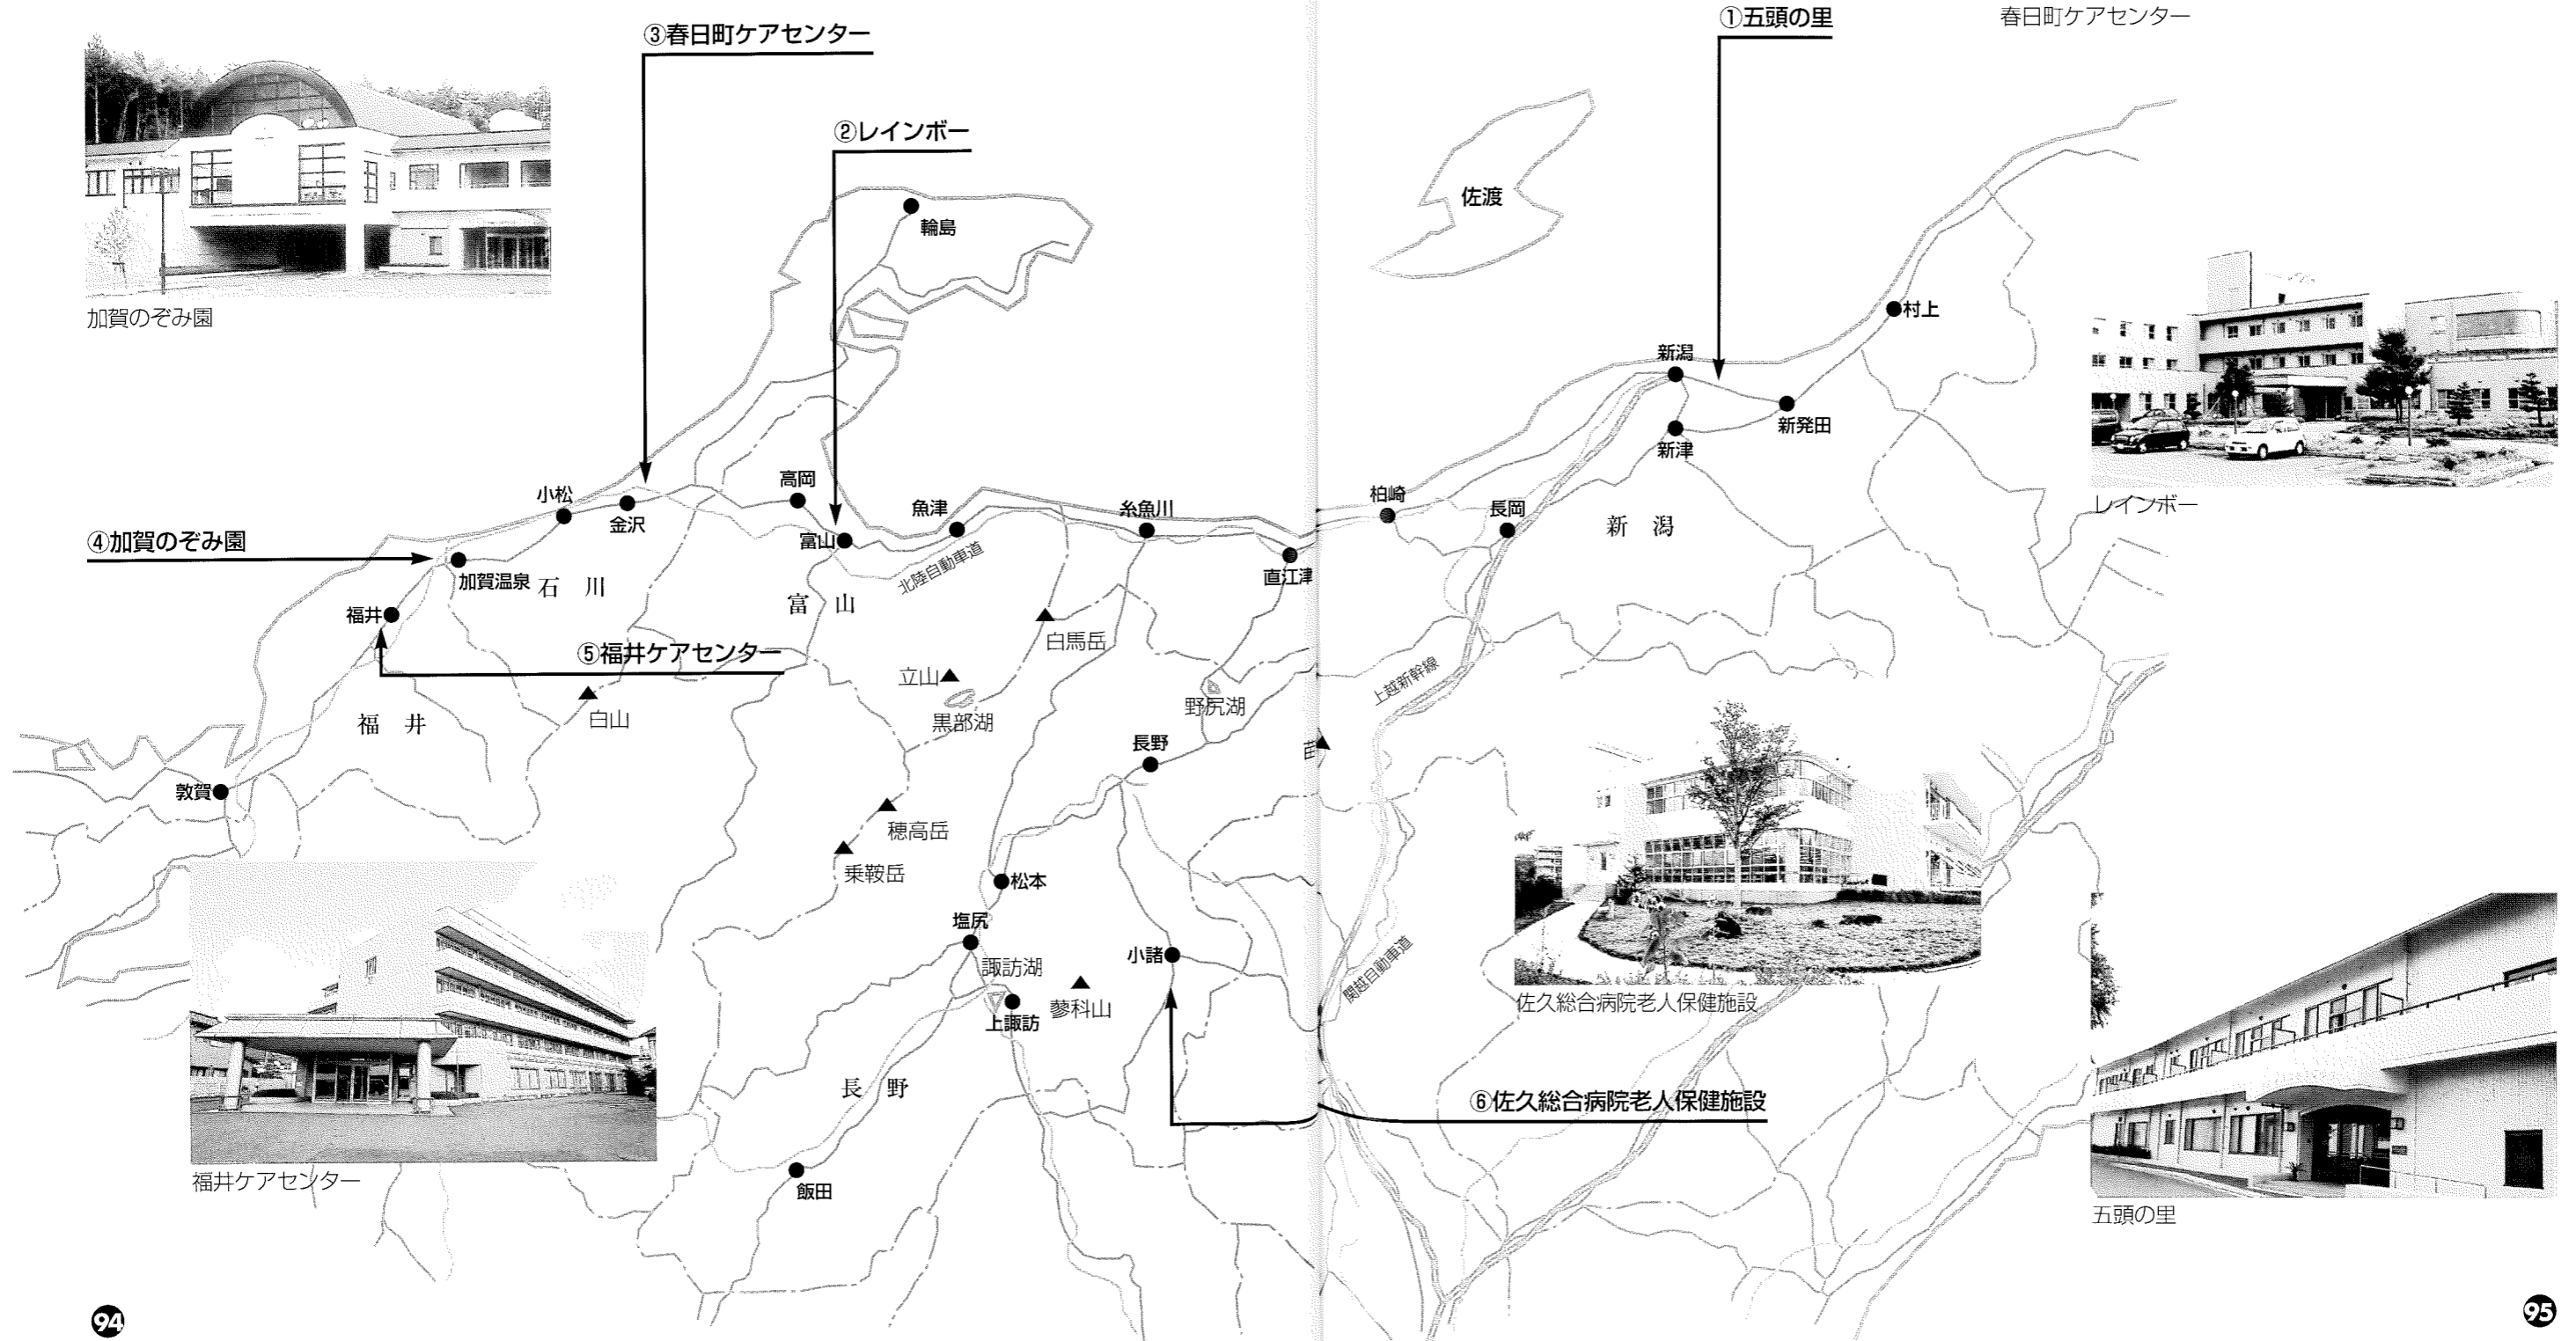 ③春日町ケアセンター
①五頭の里
春日町ケアセンター
②レインボー
佐渡
輪島
加賀のぞみ園
村上
新潟
新発田
新津
高岡
小松
金沢
魚津
糸魚川
柏崎
長岡
レインボー
新潟
④加賀のぞみ園
富山
北陸自動車道
直江津
加賀温泉
石川
富山
福井
白馬岳
⑤福井ケアセンター
立山
上越新幹線
白山
黒部湖
野尻湖
福井
長野
苗
敦賀
穂高岳
乗鞍岳
松本
塩尻
諏訪湖
小諸
関越自動車道
蓼科山
上諏訪
佐久総合病院老人保健施設
長野
⑥佐久総合病院老人保健施設
福井ケアセンター
飯田
五頭の里
94
95